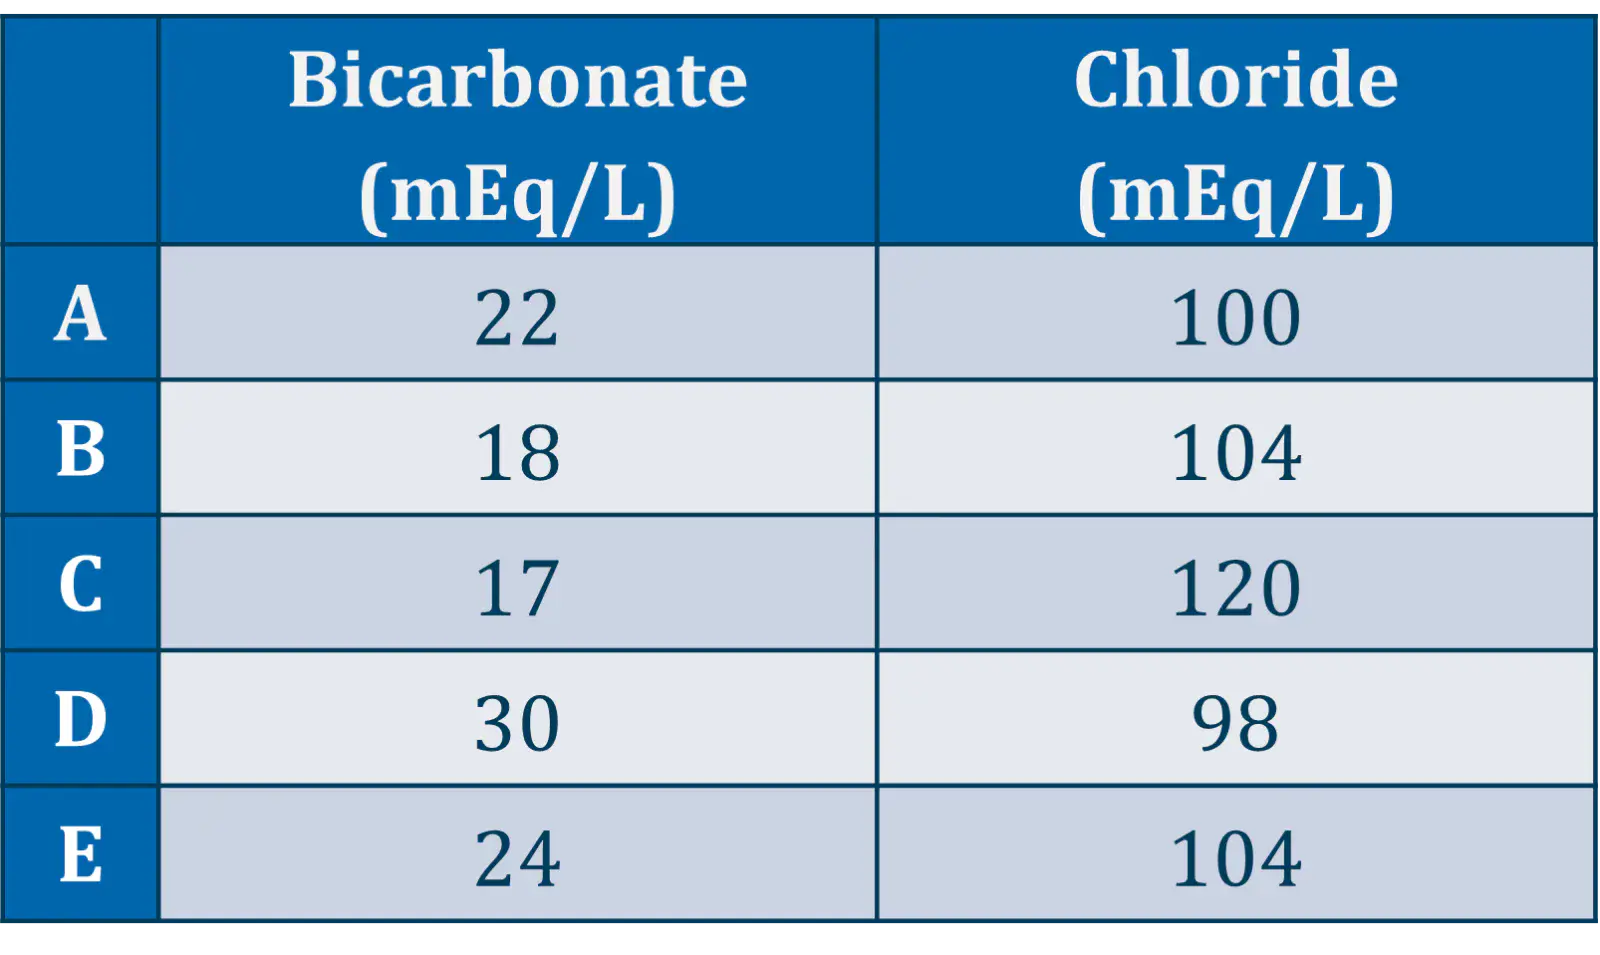 Bicarbonate Chloride
(mEq/L) (mEq/L)
A 22 100
B 18 104
C 17 120
D 30 98
E 24 104